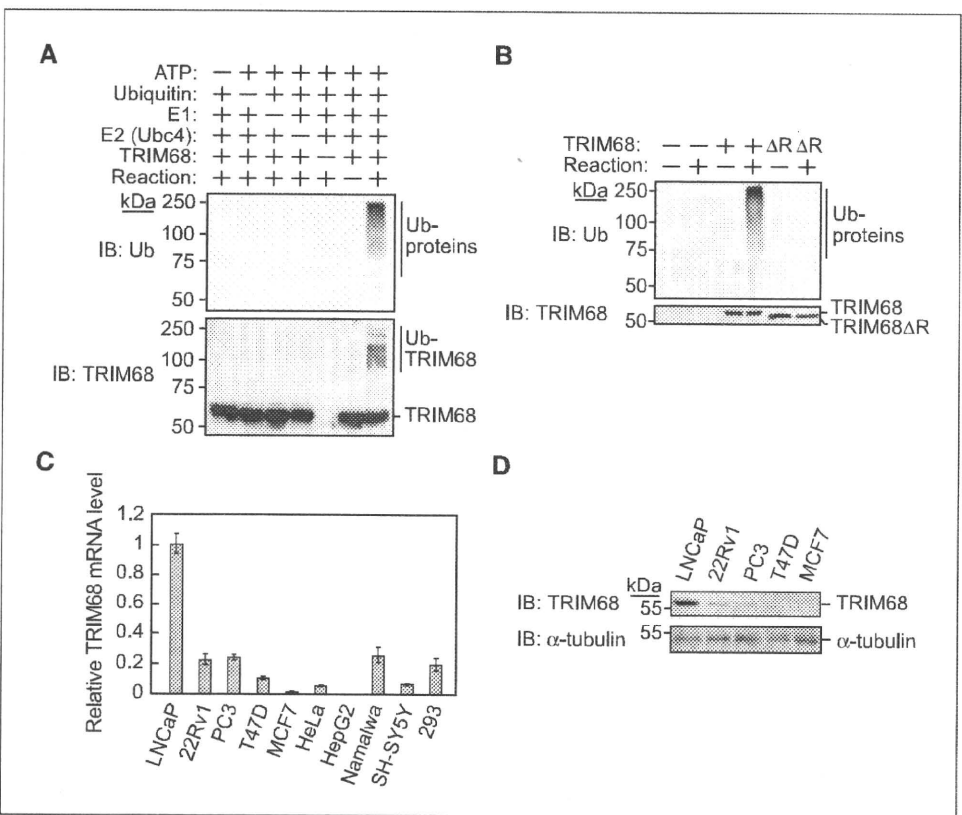 A
ATP: − + + + + + +
Ubiquitin: + − + + + + +
E1: + + − + + + +
E2 (Ubc4): + + + − + + +
TRIM68: + + + + − + +
Reaction: + + + + + − +
kDa
250
100
75
50
IB: Ub
Ub-
proteins
250
100
75
50
IB: TRIM68
Ub-
TRIM68
TRIM68
B
TRIM68: − − + + ΔR ΔR
Reaction: − + − + − +
kDa
250
100
75
50
IB: Ub
Ub-
proteins
IB: TRIM68
50
TRIM68
TRIM68ΔR
C
Relative TRIM68 mRNA level
1.2
1
0.8
0.6
0.4
0.2
0
LNCaP
22Rv1
PC3
T47D
MCF7
HeLa
HepG2
Namalwa
SH-SY5Y
293
D
LNCaP
22Rv1
PC3
T47D
MCF7
kDa
IB: TRIM68
55
TRIM68
55
IB: α-tubulin
α-tubulin